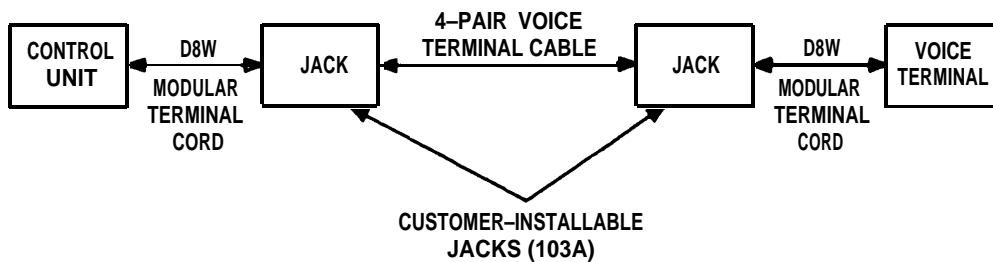 CONTROL
UNIT
D8W
MODULAR
TERMINAL
CORD
JACK
4–PAIR VOICE
TERMINAL CABLE
JACK
D8W
MODULAR
TERMINAL
CORD
VOICE
TERMINAL
CUSTOMER–INSTALLABLE
JACKS (103A)